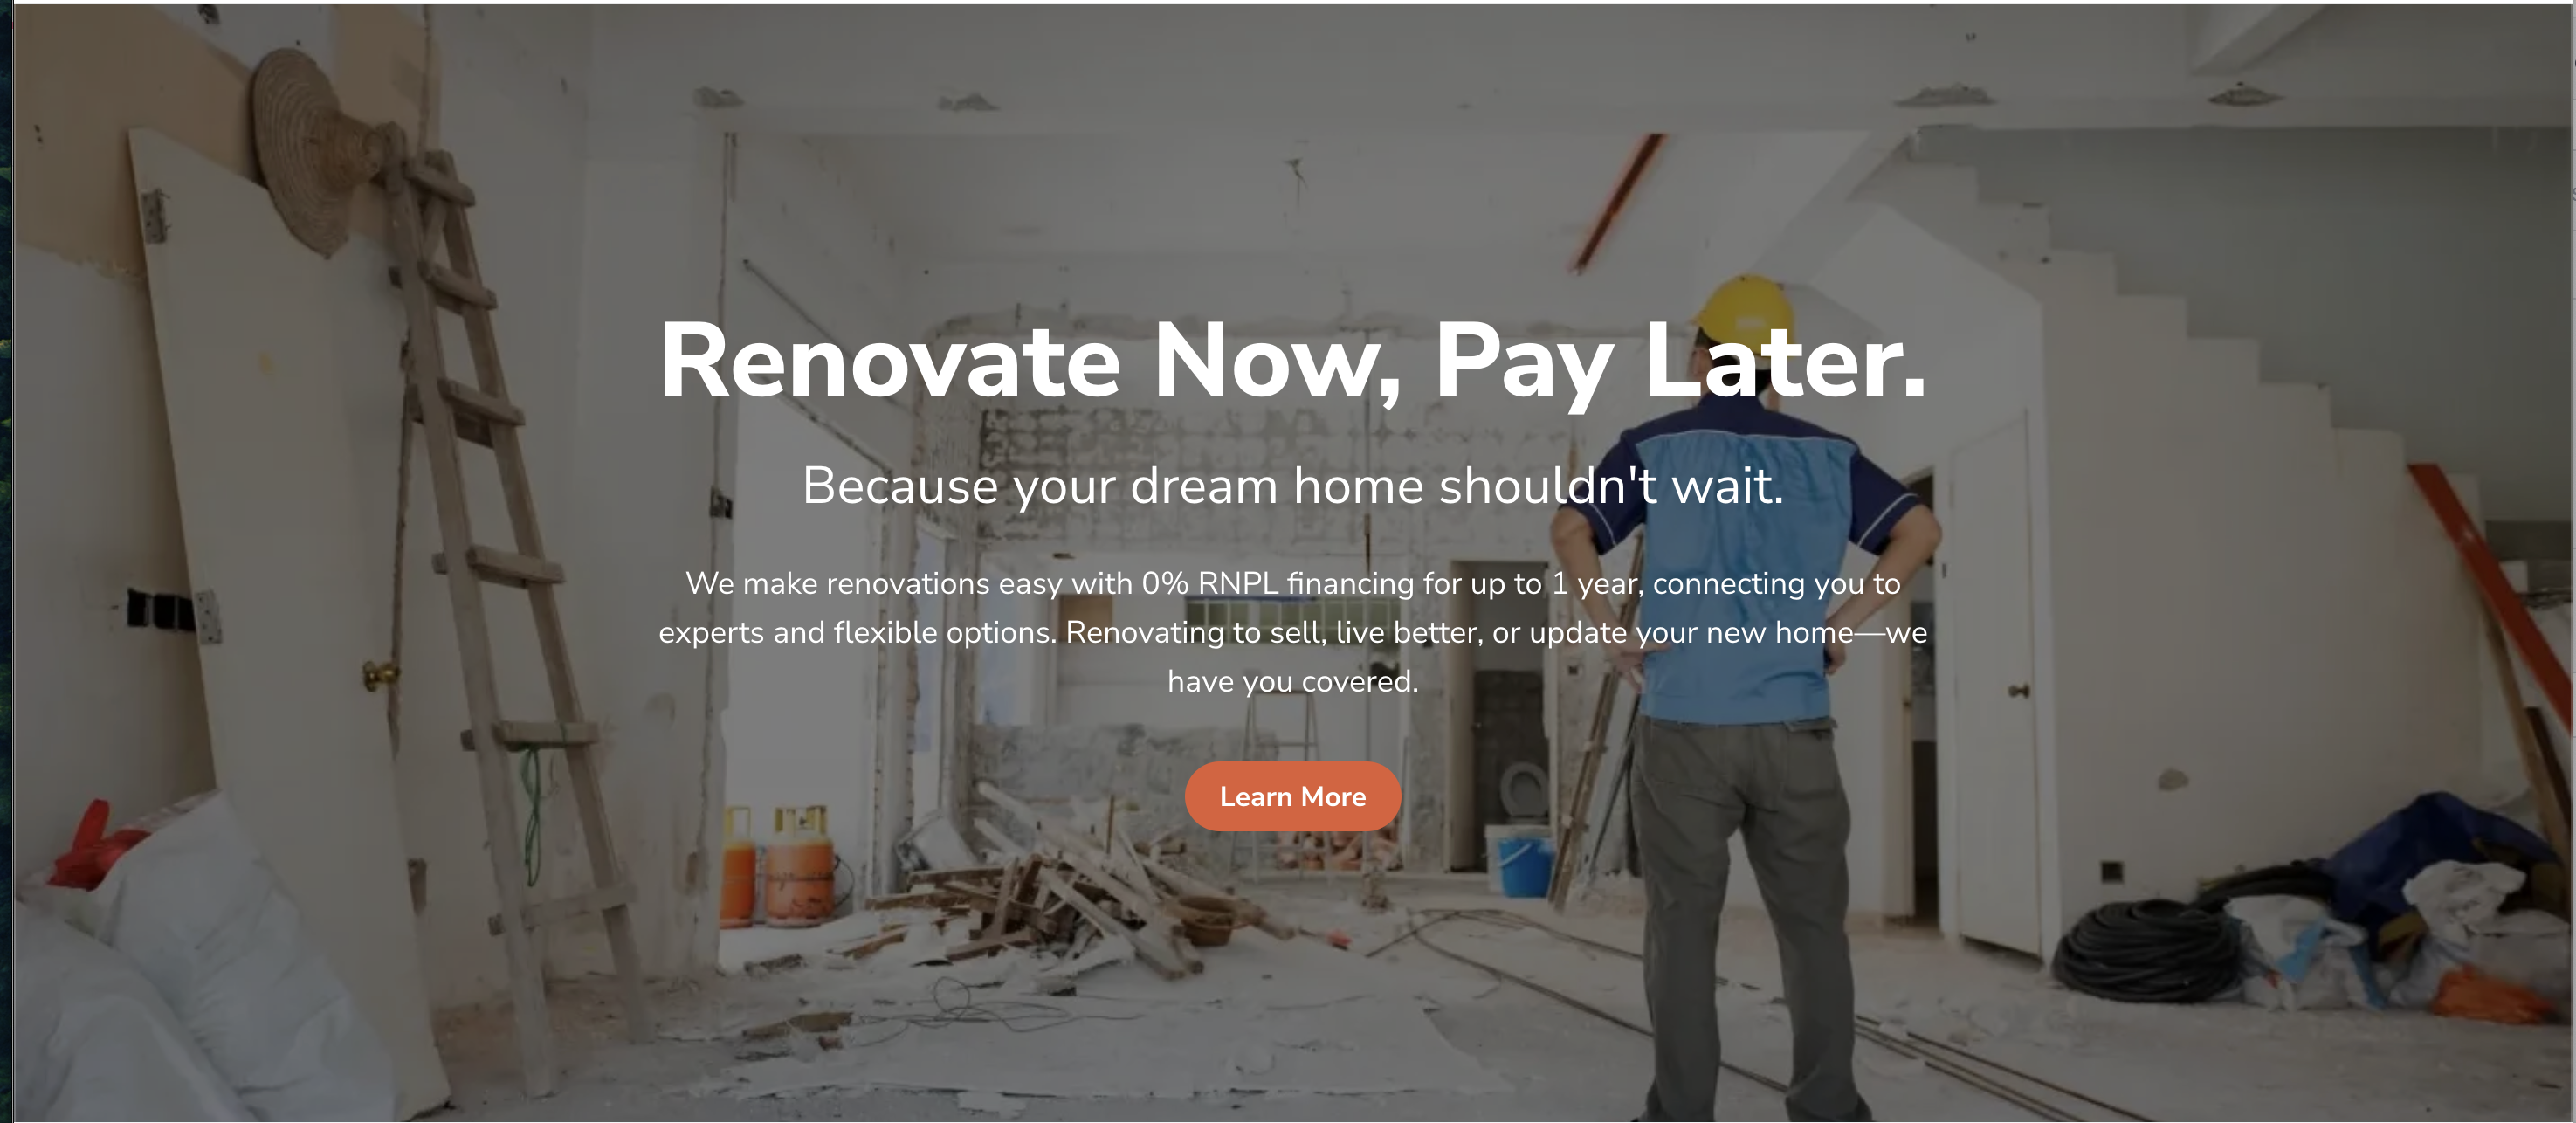 Renovate Now, Pay Later.
Because your dream home shouldn't wait.
We make renovations easy with 0% RNPL financing for up to 1 year, connecting you to
experts and flexible options. Renovating to sell, live better, or update your new home—we
have you covered.
Learn More